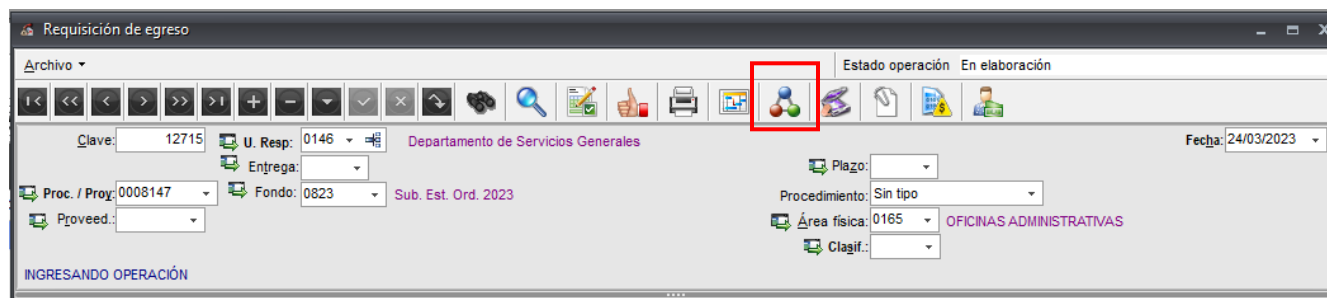 Requisición de egreso
Archivo
Estado operación En elaboración
Clave: 12715 U. Resp: 0146 Departamento de Servicios Generales Fecha: 24/03/2023
Entrega: Plazo:
Proc. / Proy: 0008147 Fondo: 0823 Sub. Est. Ord. 2023 Procedimiento: Sin tipo
Proveed.: Área física: 0165 OFICINAS ADMINISTRATIVAS
Clasif.:
INGRESANDO OPERACIÓN